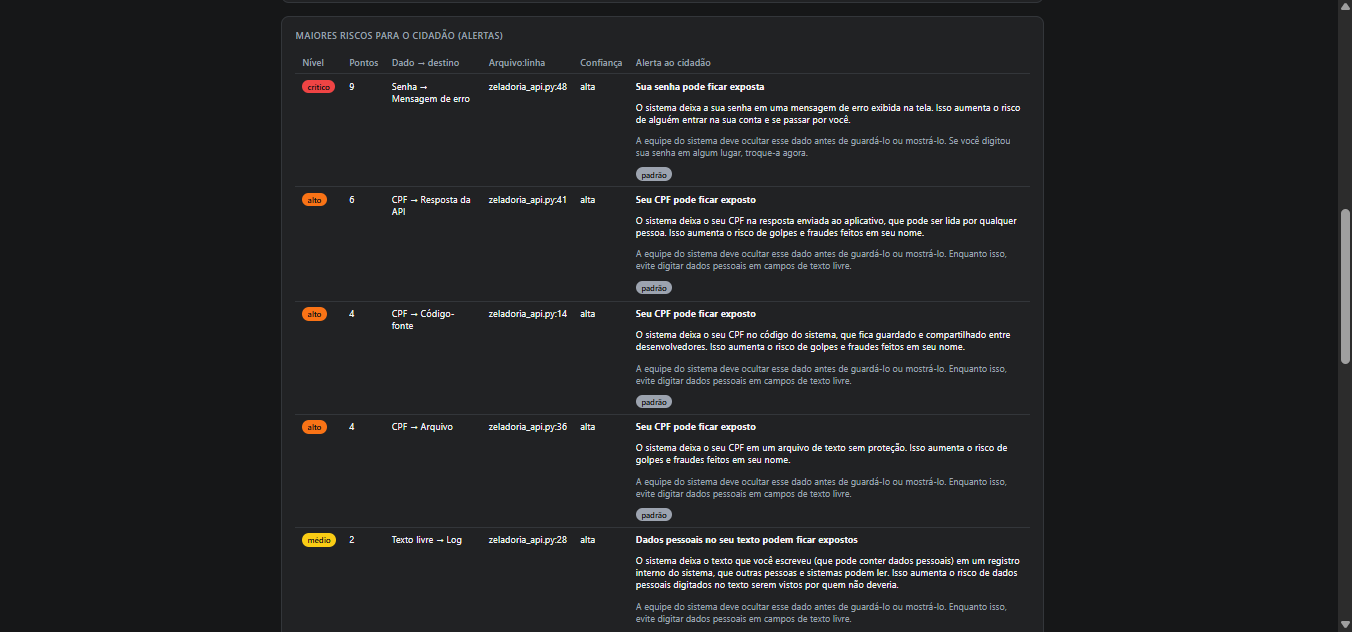 MAIORES RISCOS PARA O CIDADÃO (ALERTAS)
Nível Pontos Dado → destino Arquivo:linha Confiança Alerta ao cidadão
crítico 9 Senha → zeladoria_api.py:48 alta Sua senha pode ficar exposta
Mensagem de erro
O sistema deixa a sua senha em uma mensagem de erro exibida na tela. Isso aumenta o risco
de alguém entrar na sua conta e se passar por você.
A equipe do sistema deve ocultar esse dado antes de guardá-lo ou mostrá-lo. Se você digitou
sua senha em algum lugar, troque-a agora.
padrão
alto 6 CPF → Resposta da zeladoria_api.py:41 alta Seu CPF pode ficar exposto
API
O sistema deixa o seu CPF na resposta enviada ao aplicativo, que pode ser lida por qualquer
pessoa. Isso aumenta o risco de golpes e fraudes feitos em seu nome.
A equipe do sistema deve ocultar esse dado antes de guardá-lo ou mostrá-lo. Enquanto isso,
evite digitar dados pessoais em campos de texto livre.
padrão
alto 4 CPF → Código- zeladoria_api.py:14 alta Seu CPF pode ficar exposto
fonte
O sistema deixa o seu CPF no código do sistema, que fica guardado e compartilhado entre
desenvolvedores. Isso aumenta o risco de golpes e fraudes feitos em seu nome.
A equipe do sistema deve ocultar esse dado antes de guardá-lo ou mostrá-lo. Enquanto isso,
evite digitar dados pessoais em campos de texto livre.
padrão
alto 4 CPF → Arquivo zeladoria_api.py:36 alta Seu CPF pode ficar exposto
O sistema deixa o seu CPF em um arquivo de texto sem proteção. Isso aumenta o risco de
golpes e fraudes feitos em seu nome.
A equipe do sistema deve ocultar esse dado antes de guardá-lo ou mostrá-lo. Enquanto isso,
evite digitar dados pessoais em campos de texto livre.
padrão
médio 2 Texto livre → Log zeladoria_api.py:28 alta Dados pessoais no seu texto podem ficar expostos
O sistema deixa o texto que você escreveu (que pode conter dados pessoais) em um registro
interno do sistema, que outras pessoas e sistemas podem ler. Isso aumenta o risco de dados
pessoais digitados no texto serem vistos por quem não deveria.
A equipe do sistema deve ocultar esse dado antes de guardá-lo ou mostrá-lo. Enquanto isso,
evite digitar dados pessoais em campos de texto livre.